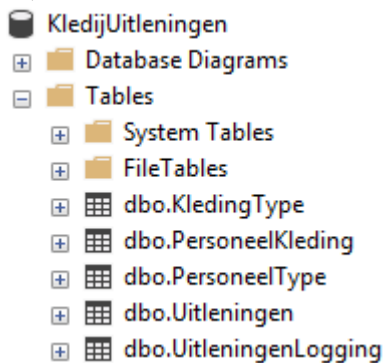 KledijUitleningen
Database Diagrams
Tables
System Tables
FileTables
dbo.KledingType
dbo.PersoneelKleding
dbo.PersoneelType
dbo.Uitleningen
dbo.UitleningenLogging